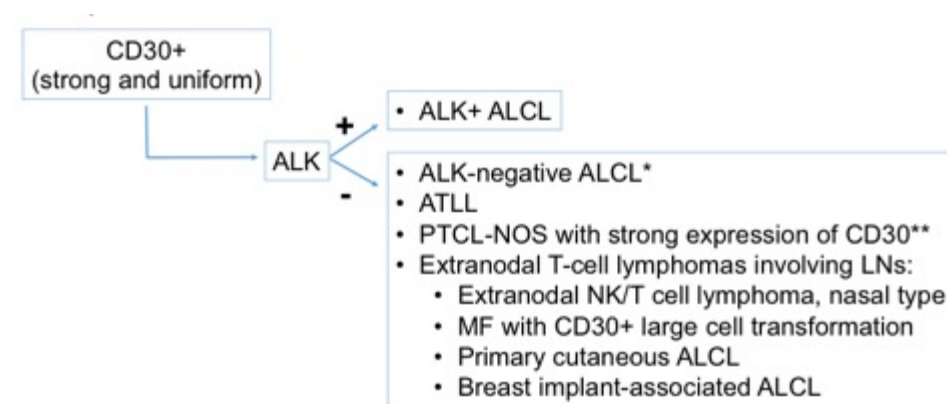 CD30+
(strong and uniform)
+
• ALK+ ALCL
ALK
-
• ALK-negative ALCL*
• ATLL
• PTCL-NOS with strong expression of CD30**
• Extranodal T-cell lymphomas involving LNs:
• Extranodal NK/T cell lymphoma, nasal type
• MF with CD30+ large cell transformation
• Primary cutaneous ALCL
• Breast implant-associated ALCL